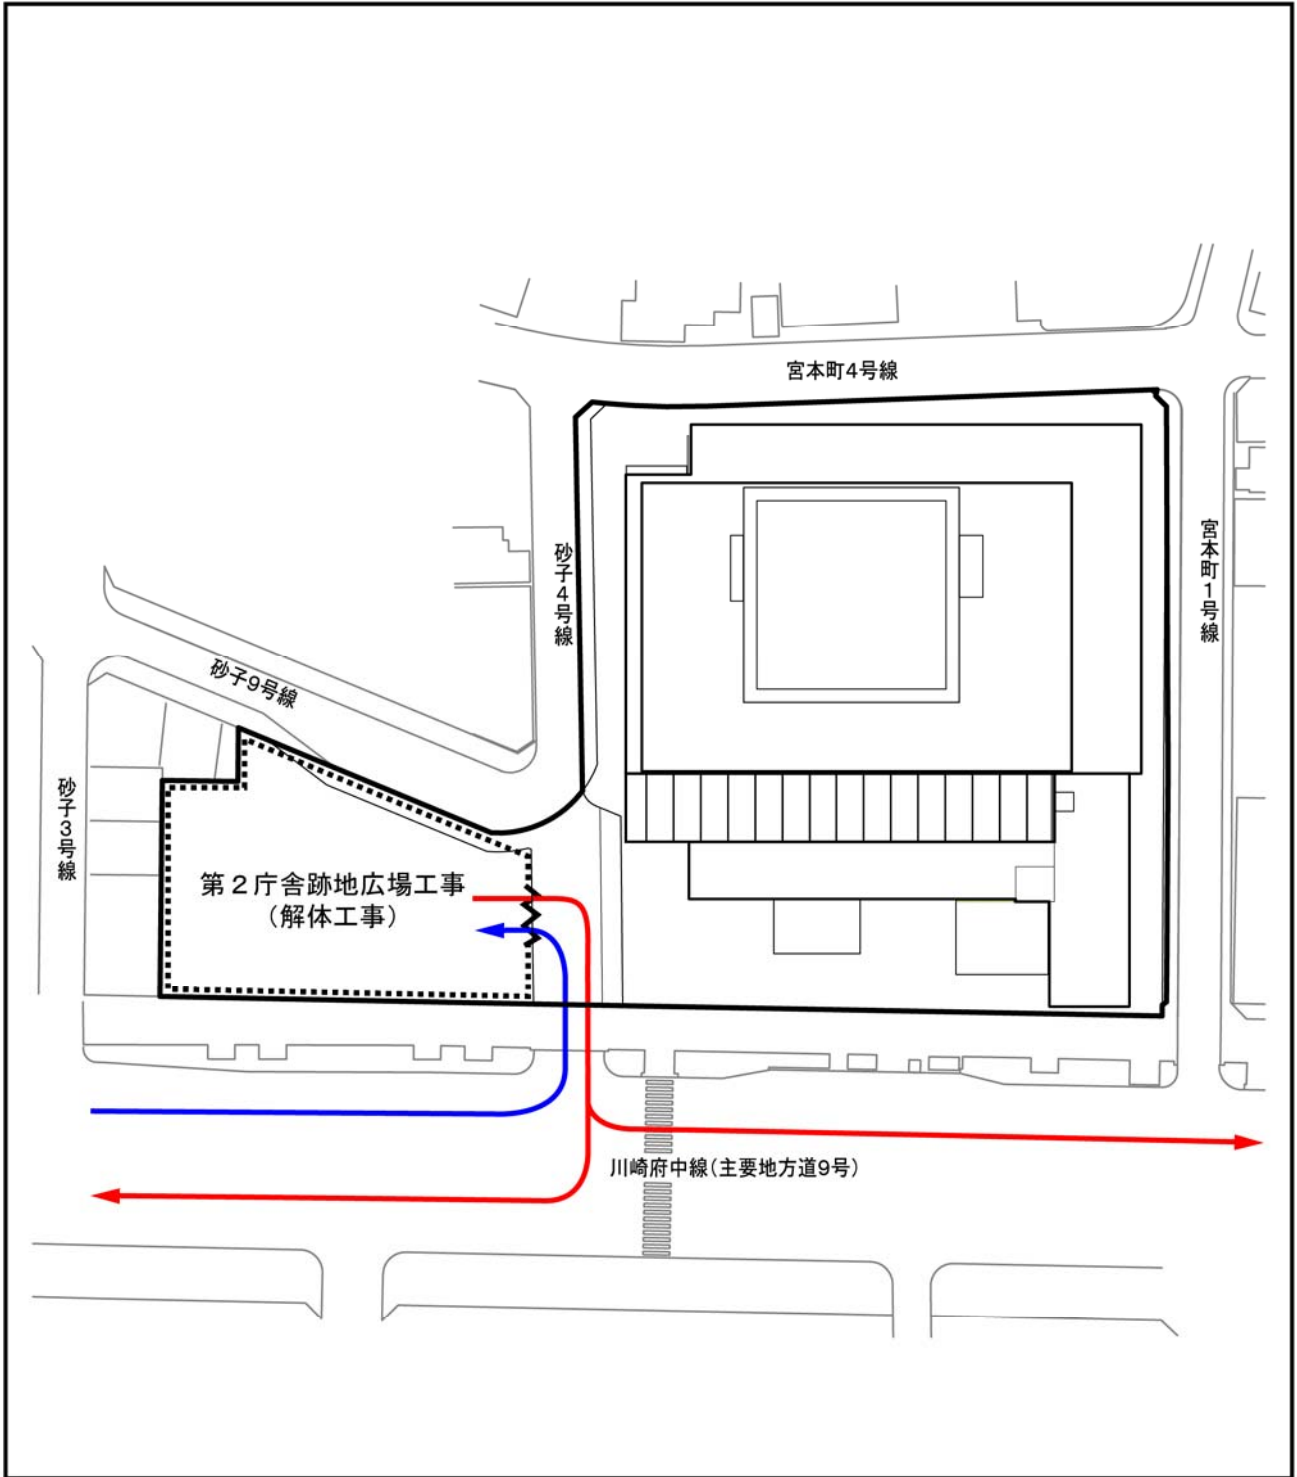 宮本町4号線
砂子4号線
宮本町1号線
砂子9号線
砂子3号線
第2庁舎跡地広場工事
(解体工事)
川崎府中線(主要地方道9号)